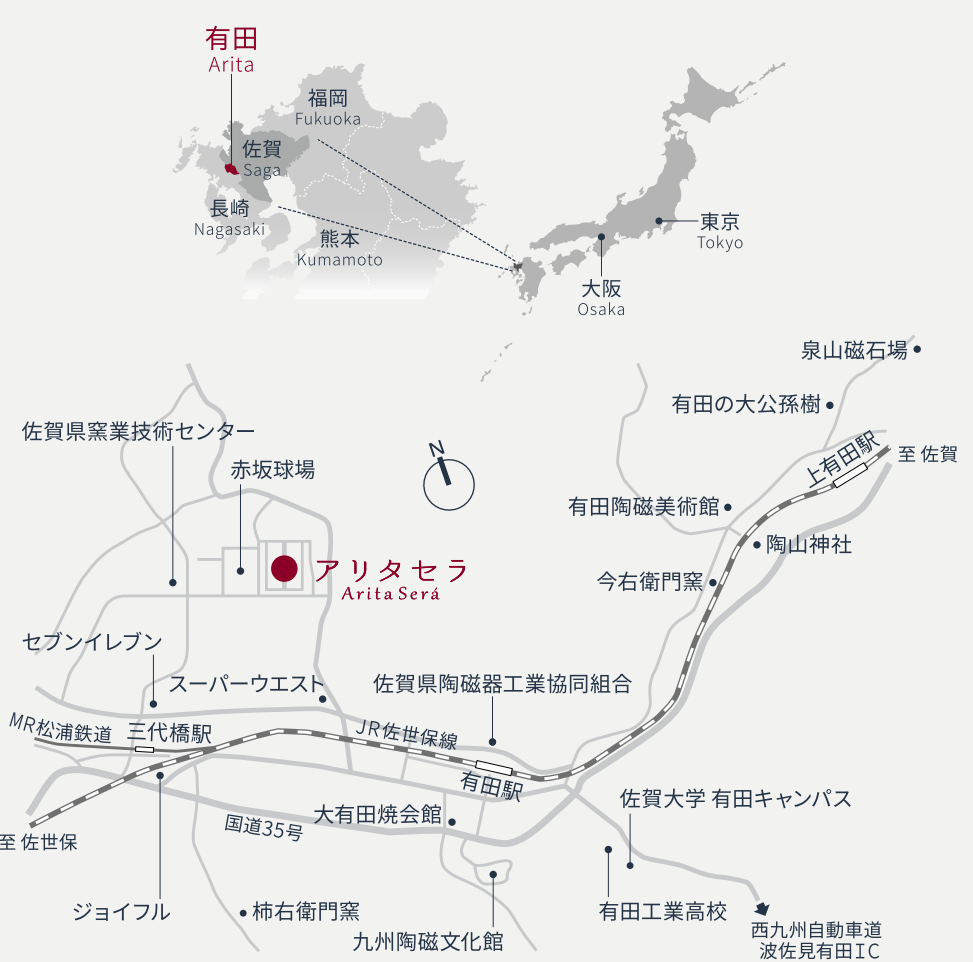 有田
Arita
福岡
Fukuoka
佐賀
Saga
長崎
Nagasaki
熊本
Kumamoto
東京
Tokyo
大阪
Osaka
泉山磁石場
有田の大公孫樹
上有田駅
至 佐賀
佐賀県窯業技術センター
赤坂球場
N
有田陶磁美術館
陶山神社
アリタセラ
Arita Será
今右衛門窯
セブンイレブン
スーパーウエスト
佐賀県陶磁器工業協同組合
MR松浦鉄道
三代橋駅
JR佐世保線
有田駅
佐賀大学 有田キャンパス
大有田焼会館
国道35号
至 佐世保
ジョイフル
柿右衛門窯
有田工業高校
九州陶磁文化館
西九州自動車道
波佐見有田IC